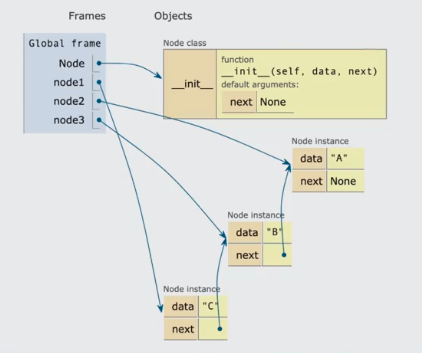 Frames Objects
Global frame
Node
node1
node2
node3
Node class
__init__
function
__init__(self, data, next)
default arguments:
next None
Node instance
data "A"
next None
Node instance
data "B"
next
Node instance
data "C"
next